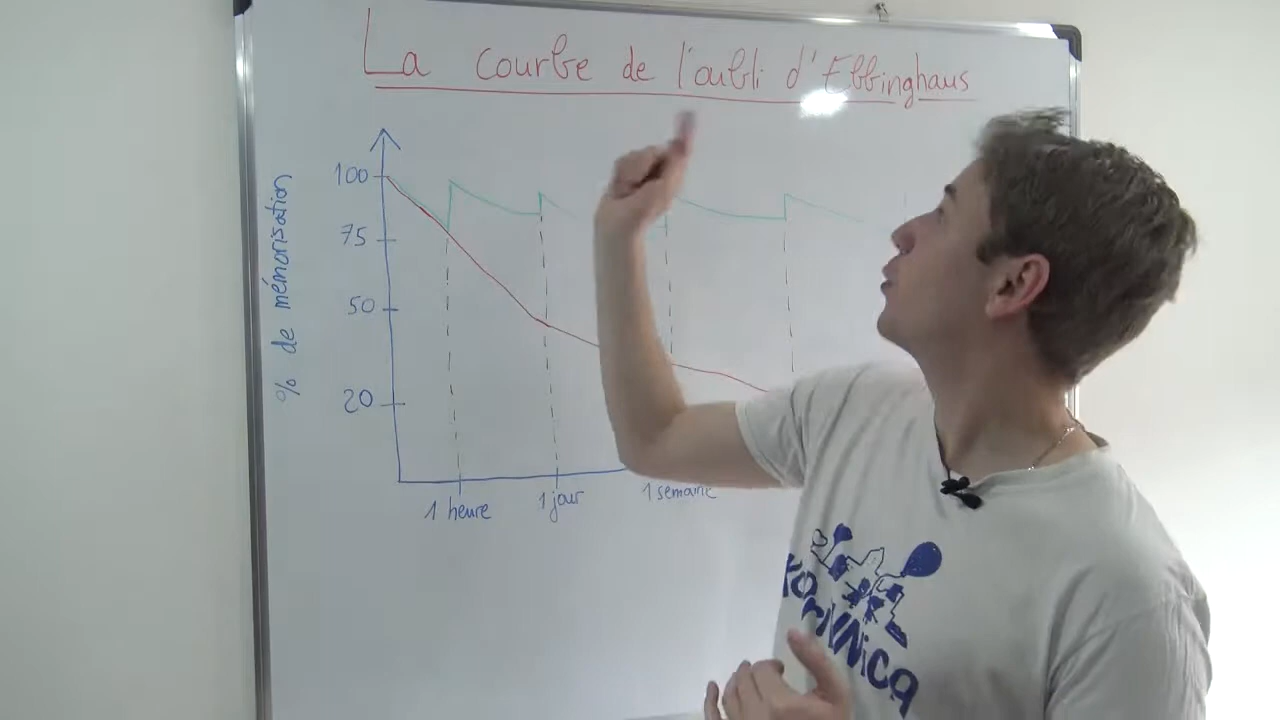 La courbe de l'oubli d'Ebbinghaus
% de mémorisation
100
75
50
20
1 heure
1 jour
1 semaine